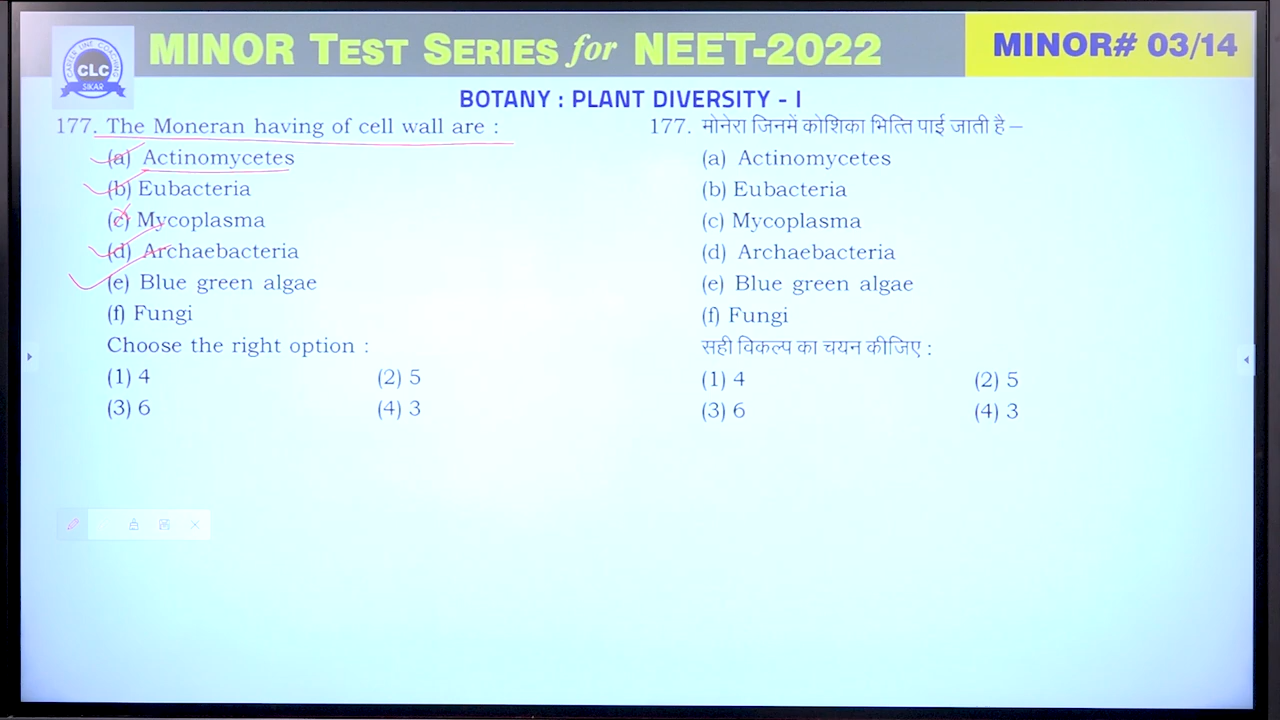 CAREER LINE COACHING
CLC
SIKAR
MINOR TEST SERIES for NEET-2022
MINOR# 03/14
BOTANY : PLANT DIVERSITY - I
177. The Moneran having of cell wall are :
(a) Actinomycetes
(b) Eubacteria
(c) Mycoplasma
(d) Archaebacteria
(e) Blue green algae
(f) Fungi
Choose the right option :
(1) 4 (2) 5
(3) 6 (4) 3
177. मोनेरा जिनमें कोशिका भित्ति पाई जाती है –
(a) Actinomycetes
(b) Eubacteria
(c) Mycoplasma
(d) Archaebacteria
(e) Blue green algae
(f) Fungi
सही विकल्प का चयन कीजिए :
(1) 4 (2) 5
(3) 6 (4) 3